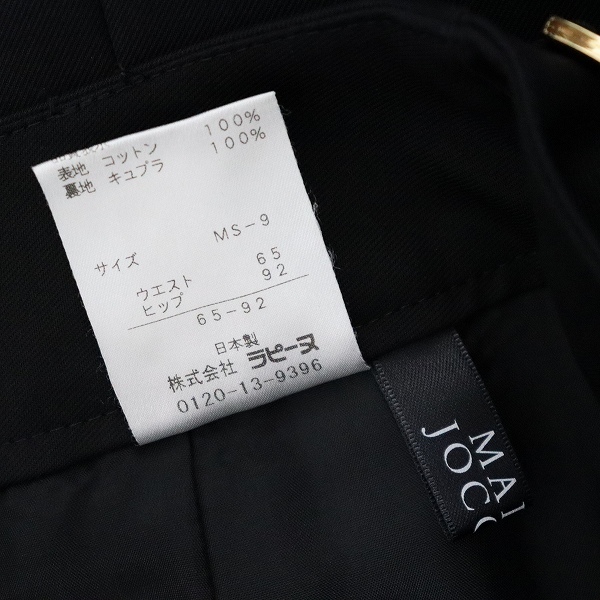 表地 コットン 100%
裏地 キュプラ 100%
サイズ MS-9
ウエスト 65
ヒップ 92
65-92
日本製
株式会社 ラピーヌ
0120-13-9396